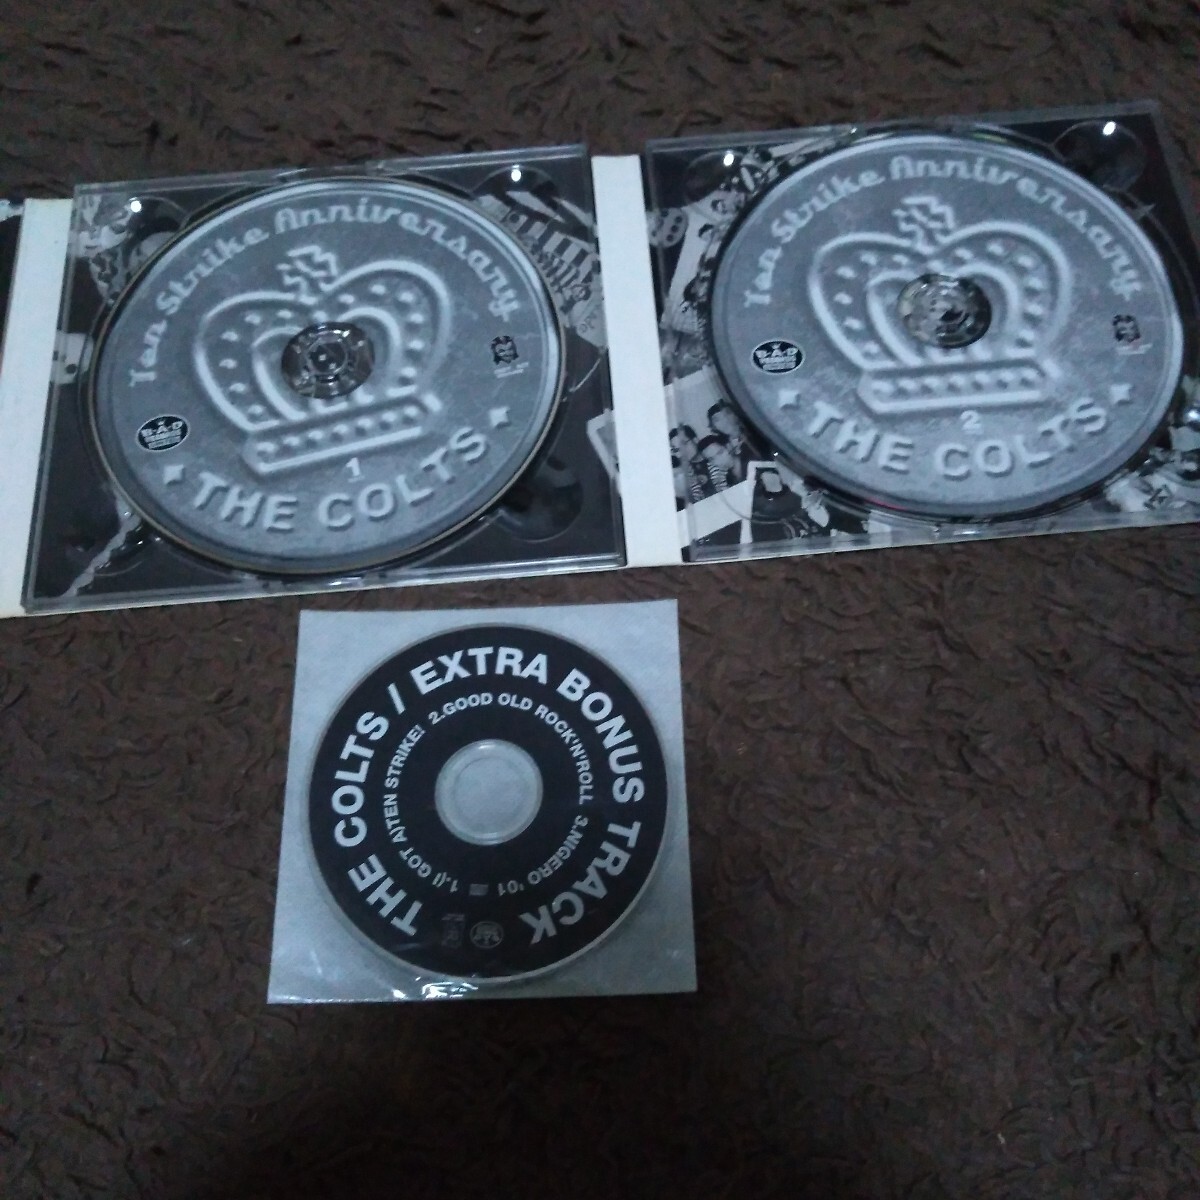 Ten Strike Anniversary
B·A·D
1
THE COLTS
Ten Strike Anniversary
B·A·D
2
THE COLTS
THE COLTS / EXTRA BONUS TRACK
1.(I GOT A)TEN STRIKE! 2.GOOD OLD ROCK'N'ROLL 3.NIGERO '01